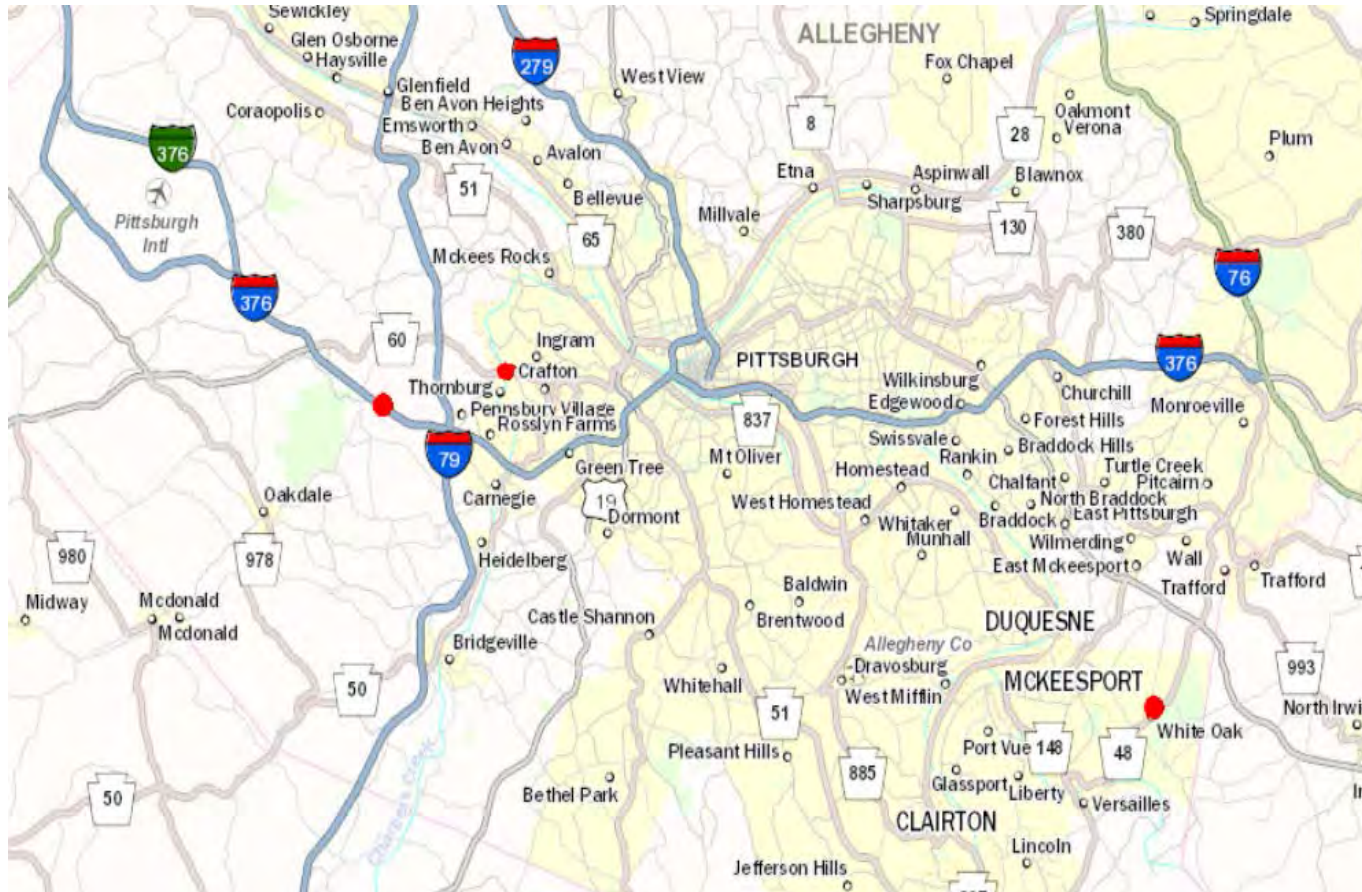 Sewickley
Springdale
ALLEGHENY
Glen Osborne
279
Haysville
Fox Chapel
West View
Glenfield
Oakmont
Ben Avon Heights
Coraopolis
8
28
Emsworth
Verona
Plum
376
Ben Avon
Avalon
Etna
Aspinwall
Blawnox
51
Bellevue
Sharpsburg
Pittsburgh
Intl
Millvale
65
130
380
Mckees Rocks
76
376
60
Ingram
PITTSBURGH
376
Crafton
Wilkinsburg
Thornburg
Churchill
Edgewood
Monroeville
Pennsbury Village
837
Forest Hills
Rosslyn Farms
Swissvale
Braddock Hills
79
Mt Oliver
Rankin
Green Tree
Homestead
Turtle Creek
Chalfant
Pitcairn
Oakdale
Carnegie
19
West Homestead
North Braddock
Dormont
Whitaker
Braddock
East Pittsburgh
Munhall
Wilmerding
980
978
Heidelberg
Wall
East Mckeesport
Trafford
Trafford
Baldwin
Midway
Mcdonald
Castle Shannon
Brentwood
DUQUESNE
Mcdonald
Bridgeville
Allegheny Co
Dravosburg
993
50
Whitehall
West Mifflin
MCKEESPORT
51
North Irwi
White Oak
Pleasant Hills
Port Vue
148
48
885
50
Bethel Park
Glassport
Liberty
Versailles
Chartiers Creek
CLAIRTON
Lincoln
Jefferson Hills